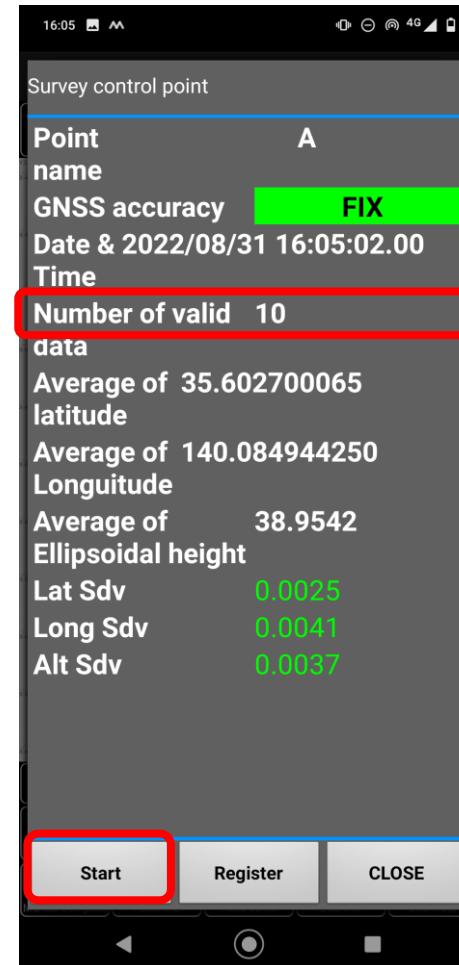 16:05 4G
Survey control point
Point A
name
GNSS accuracy FIX
Date & 2022/08/31 16:05:02.00
Time
Number of valid 10
data
Average of 35.602700065
latitude
Average of 140.084944250
Longuitude
Average of 38.9542
Ellipsoidal height
Lat Sdv 0.0025
Long Sdv 0.0041
Alt Sdv 0.0037
Start Register CLOSE